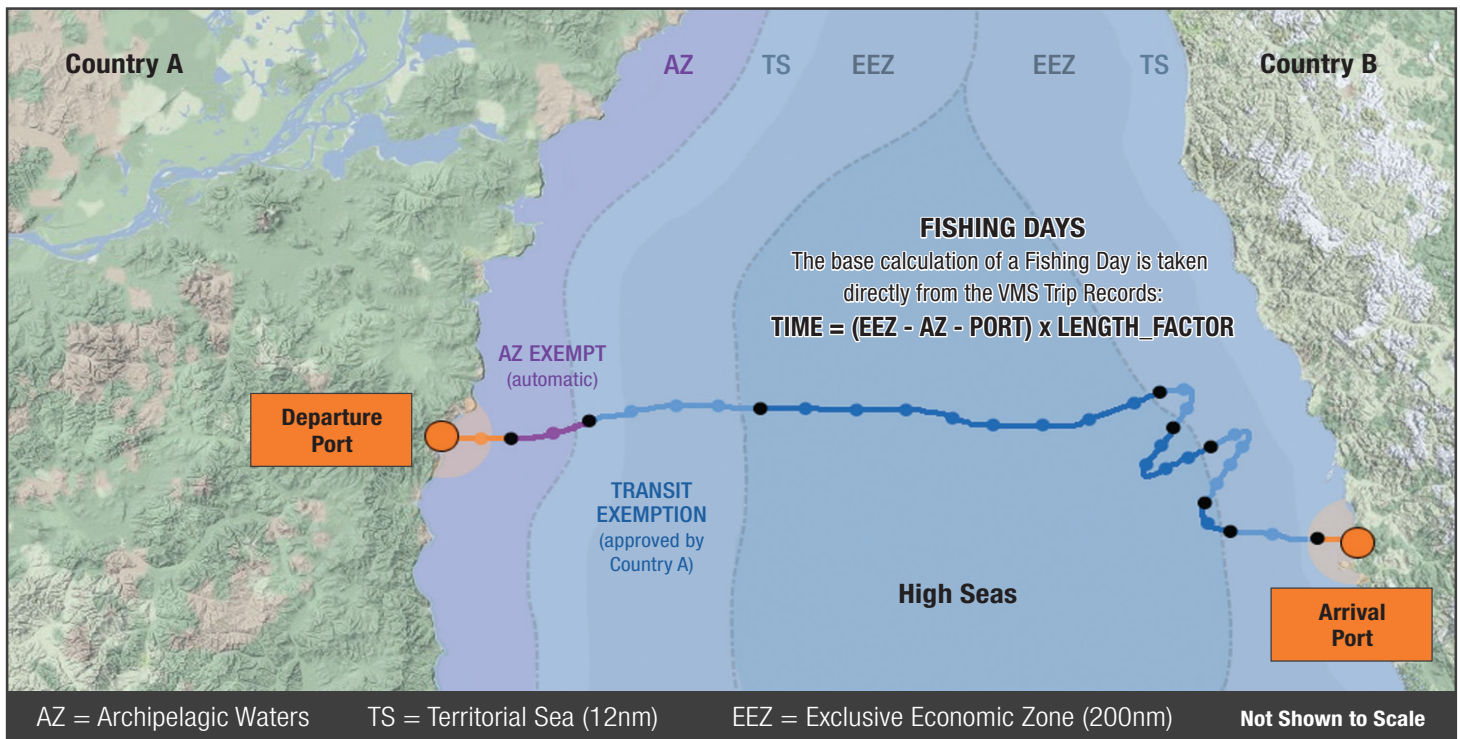 Country A
AZ
TS
EEZ
EEZ
TS
Country B
FISHING DAYS
The base calculation of a Fishing Day is taken
directly from the VMS Trip Records:
TIME = (EEZ - AZ - PORT) x LENGTH_FACTOR
AZ EXEMPT
(automatic)
Departure
Port
TRANSIT
EXEMPTION
(approved by
Country A)
High Seas
Arrival
Port
AZ = Archipelagic Waters
TS = Territorial Sea (12nm)
EEZ = Exclusive Economic Zone (200nm)
Not Shown to Scale